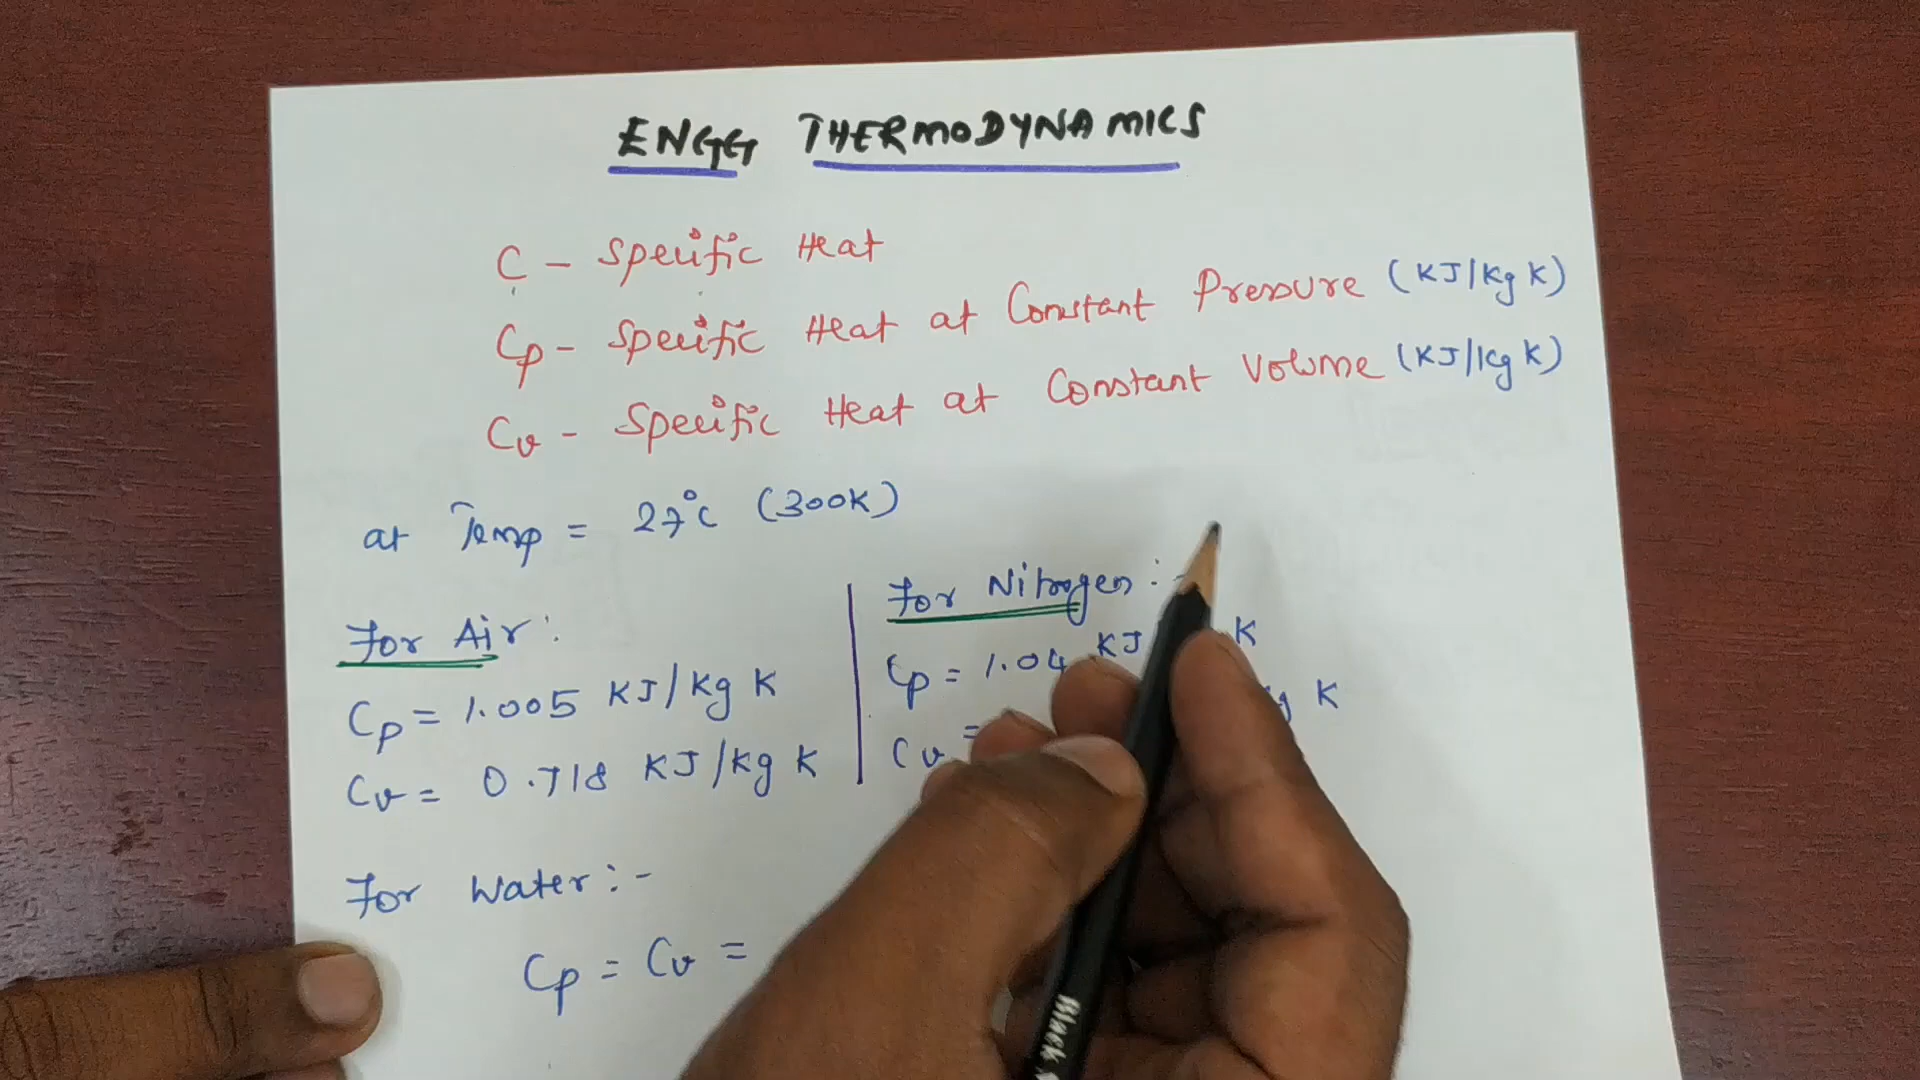 ENGG THERMODYNAMICS
C - Specific Heat
Cp - Specific Heat at Constant Pressure (KJ/Kg K)
Cv - Specific Heat at Constant Volume (KJ/Kg K)
at Temp = 27°C (300K)
For Air:
Cp = 1.005 KJ/Kg K
Cv = 0.718 KJ/Kg K
For Nitrogen :-
Cp = 1.04 KJ K
Cv = g K
For Water :-
Cp = Cv =
Black